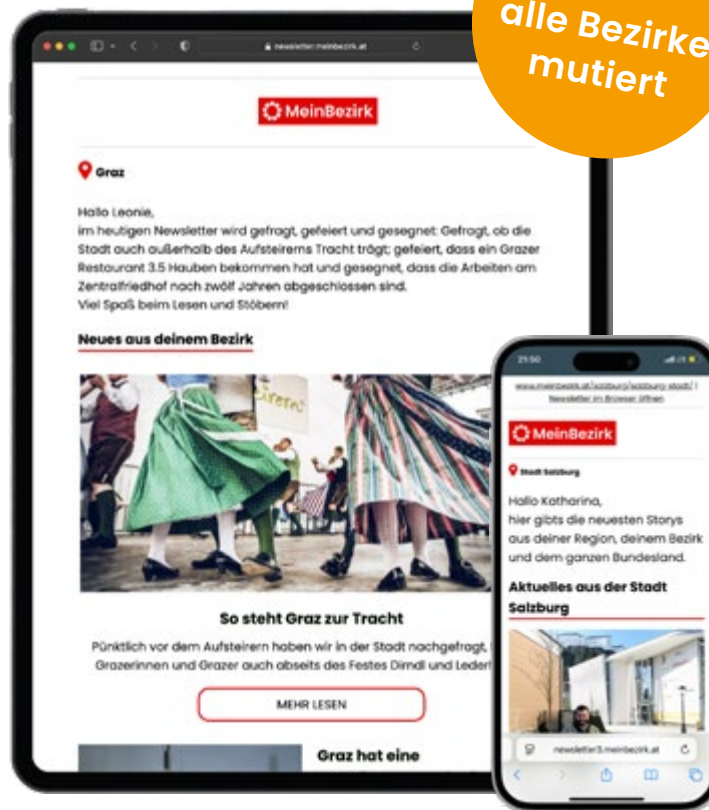 alle Bezirke
mutiert
newsletter.meinbezirk.at
MeinBezirk
Graz
Hallo Leonie,
im heutigen Newsletter wird gefragt, gefeiert und gesegnet: Gefragt, ob die
Stadt auch außerhalb des Aufsteirerns Tracht trägt; gefeiert, dass ein Grazer
Restaurant 3.5 Hauben bekommen hat und gesegnet, dass die Arbeiten am
Zentralfriedhof nach zwölf Jahren abgeschlossen sind.
Viel Spaß beim Lesen und Stöbern!
Neues aus deinem Bezirk
So steht Graz zur Tracht
Pünktlich vor dem Aufsteirern haben wir in der Stadt nachgefragt,
Grazerinnen und Grazer auch abseits des Festes Dirndl und
MEHR LESEN
Graz hat eine
21:50
www.meinbezirk.at/salzburg/salzburg-stadt/ |
Newsletter im Browser öffnen
MeinBezirk
Stadt Salzburg
Hallo Katharina,
hier gibts die neuesten Storys
aus deiner Region, deinem Bezirk
und dem ganzen Bundesland.
Aktuelles aus der Stadt
Salzburg
newsletter3.meinbezirk.at